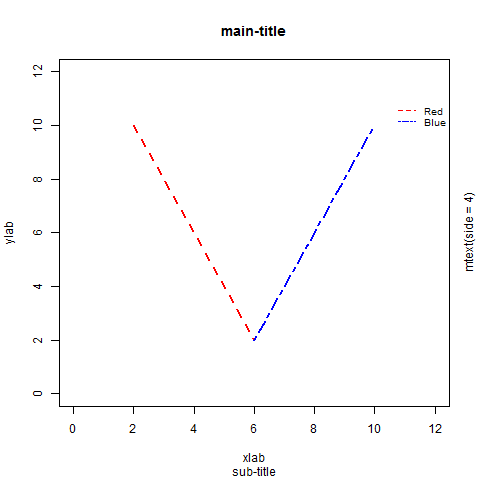 main-title
12
10
8
6
4
2
0
ylab
Red
Blue
mtext(side = 4)
0 2 4 6 8 10 12
xlab
sub-title